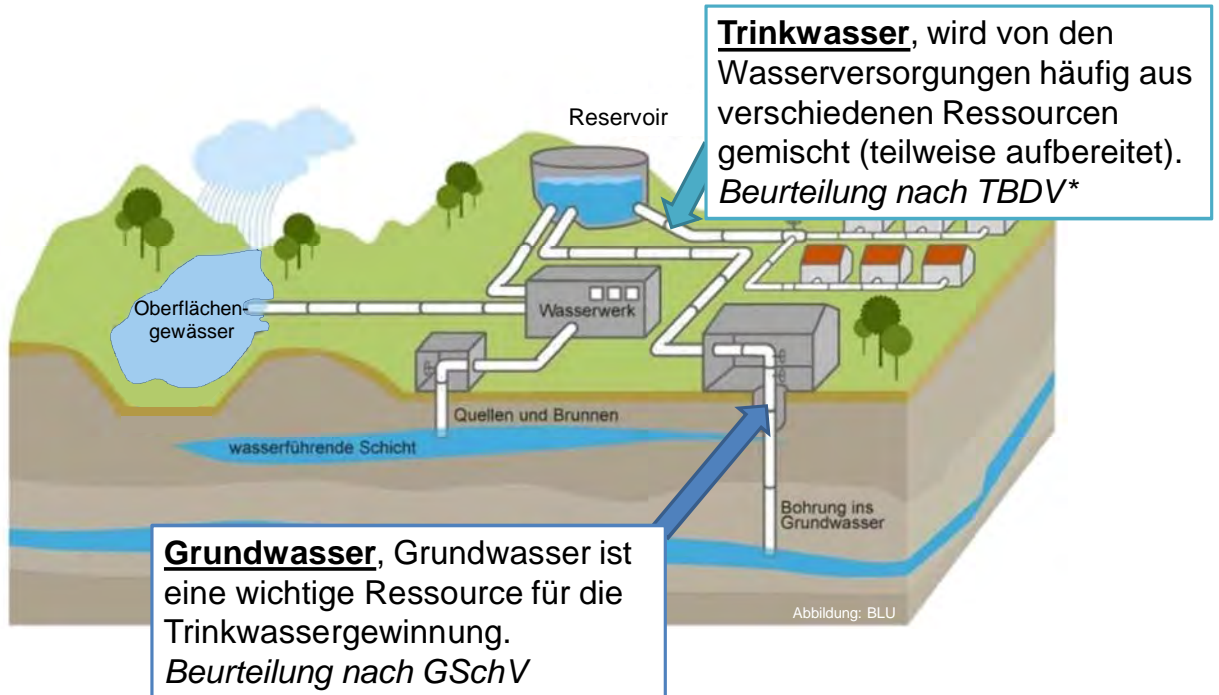 Trinkwasser, wird von den
Wasserversorgungen häufig aus
verschiedenen Ressourcen
gemischt (teilweise aufbereitet).
Beurteilung nach TBDV*
Reservoir
Oberflächen-
gewässer
Wasserwerk
Quellen und Brunnen
wasserführende Schicht
Bohrung ins
Grundwasser
Grundwasser, Grundwasser ist
eine wichtige Ressource für die
Trinkwassergewinnung.
Beurteilung nach GSchV
Abbildung: BLU